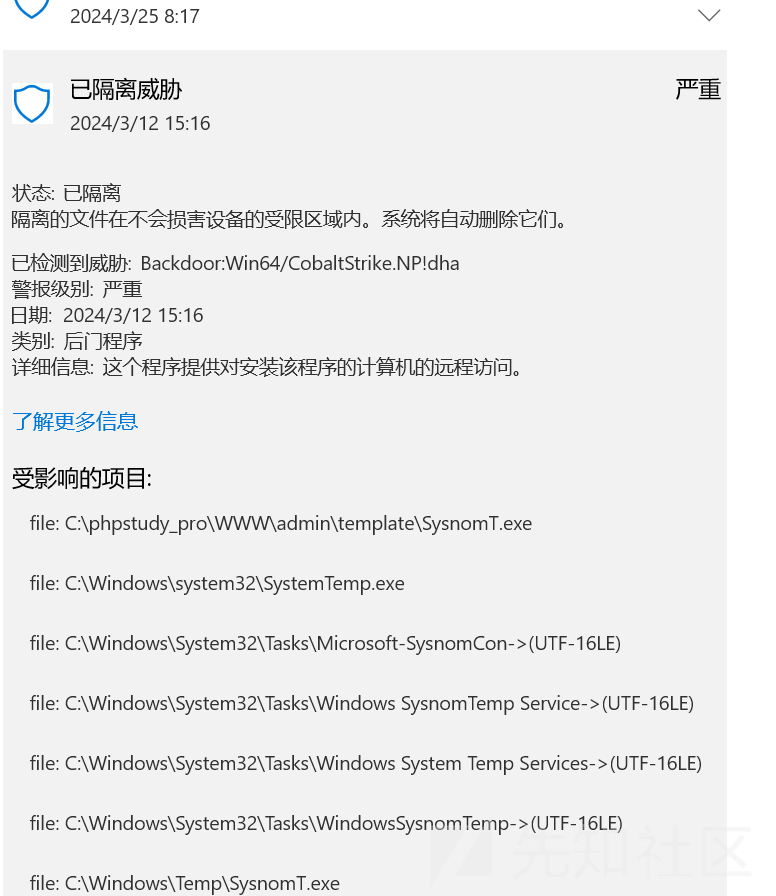 2024/3/25 8:17
已隔离威胁
严重
2024/3/12 15:16
状态: 已隔离
隔离的文件在不会损害设备的受限区域内。系统将自动删除它们。
已检测到威胁: Backdoor:Win64/CobaltStrike.NP!dha
警报级别: 严重
日期: 2024/3/12 15:16
类别: 后门程序
详细信息: 这个程序提供对安装该程序的计算机的远程访问。
了解更多信息
受影响的项目:
file: C:\phpstudy_pro\WWW\admin\template\SysnomT.exe
file: C:\Windows\system32\SystemTemp.exe
file: C:\Windows\System32\Tasks\Microsoft-SysnomCon->(UTF-16LE)
file: C:\Windows\System32\Tasks\Windows SysnomTemp Service->(UTF-16LE)
file: C:\Windows\System32\Tasks\Windows System Temp Services->(UTF-16LE)
file: C:\Windows\System32\Tasks\WindowsSysnomTemp->(UTF-16LE)
file: C:\Windows\Temp\SysnomT.exe
先知社区